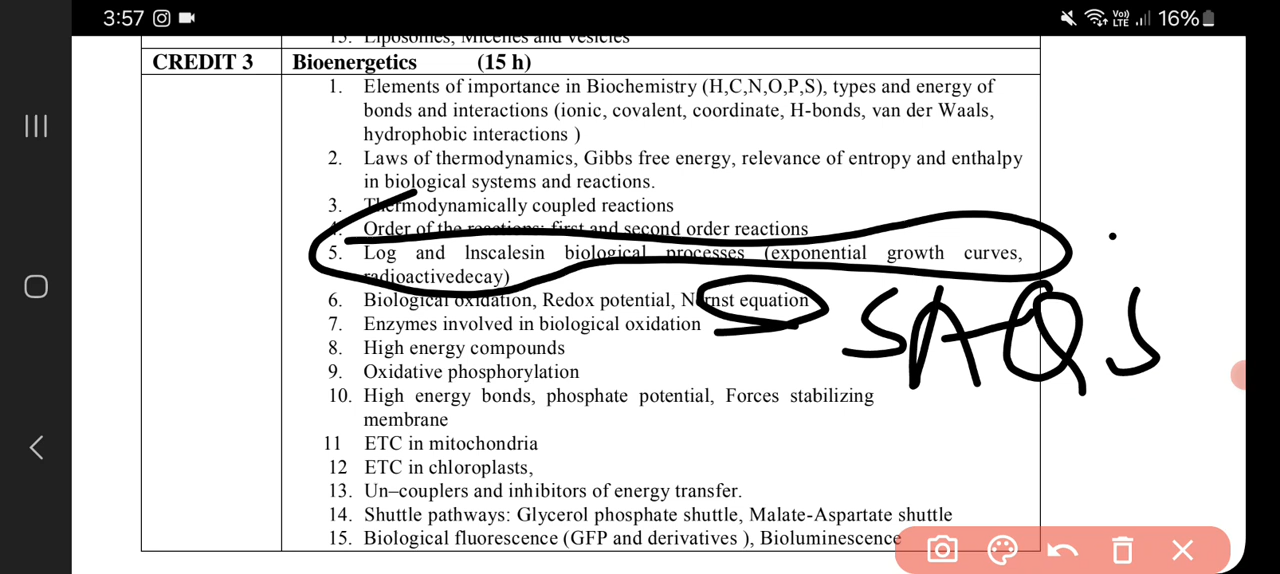 3:57
Vo)) LTE 16%
15. Liposomes, Micelles and vesicles
CREDIT 3 Bioenergetics (15 h)
1. Elements of importance in Biochemistry (H,C,N,O,P,S), types and energy of
bonds and interactions (ionic, covalent, coordinate, H-bonds, van der Waals,
hydrophobic interactions )
2. Laws of thermodynamics, Gibbs free energy, relevance of entropy and enthalpy
in biological systems and reactions.
3. Thermodynamically coupled reactions
4. Order of the reactions: first and second order reactions
5. Log and lnscalesin biological processes (exponential growth curves,
radioactivedecay)
6. Biological oxidation, Redox potential, Nernst equation
7. Enzymes involved in biological oxidation
SAQs
8. High energy compounds
9. Oxidative phosphorylation
10. High energy bonds, phosphate potential, Forces stabilizing
membrane
11 ETC in mitochondria
12 ETC in chloroplasts,
13. Un–couplers and inhibitors of energy transfer.
14. Shuttle pathways: Glycerol phosphate shuttle, Malate-Aspartate shuttle
15. Biological fluorescence (GFP and derivatives ), Bioluminescence